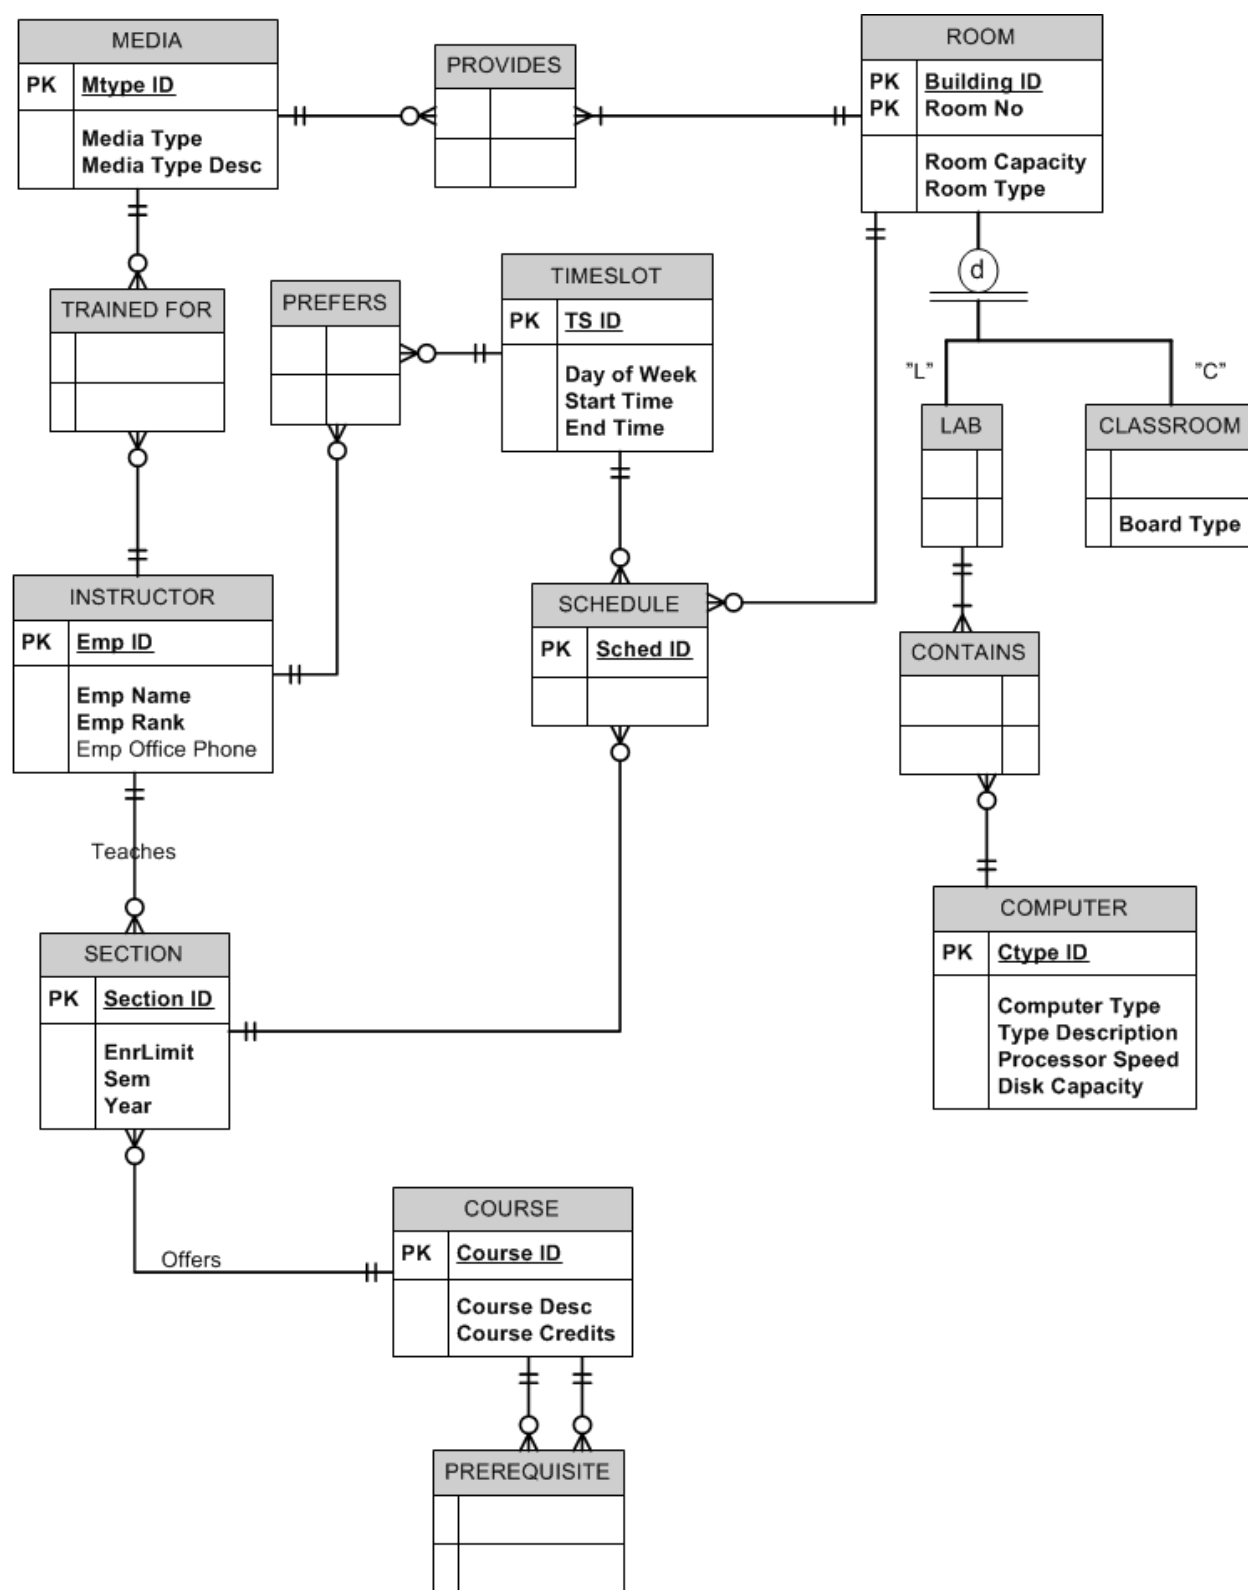 MEDIA
PK Mtype ID
Media Type
Media Type Desc
PROVIDES
ROOM
PK Building ID
PK Room No
Room Capacity
Room Type
d
"L"
"C"
TRAINED FOR
PREFERS
TIMESLOT
PK TS ID
Day of Week
Start Time
End Time
LAB
CLASSROOM
Board Type
INSTRUCTOR
PK Emp ID
Emp Name
Emp Rank
Emp Office Phone
SCHEDULE
PK Sched ID
CONTAINS
Teaches
COMPUTER
PK Ctype ID
Computer Type
Type Description
Processor Speed
Disk Capacity
SECTION
PK Section ID
EnrLimit
Sem
Year
Offers
COURSE
PK Course ID
Course Desc
Course Credits
PREREQUISITE